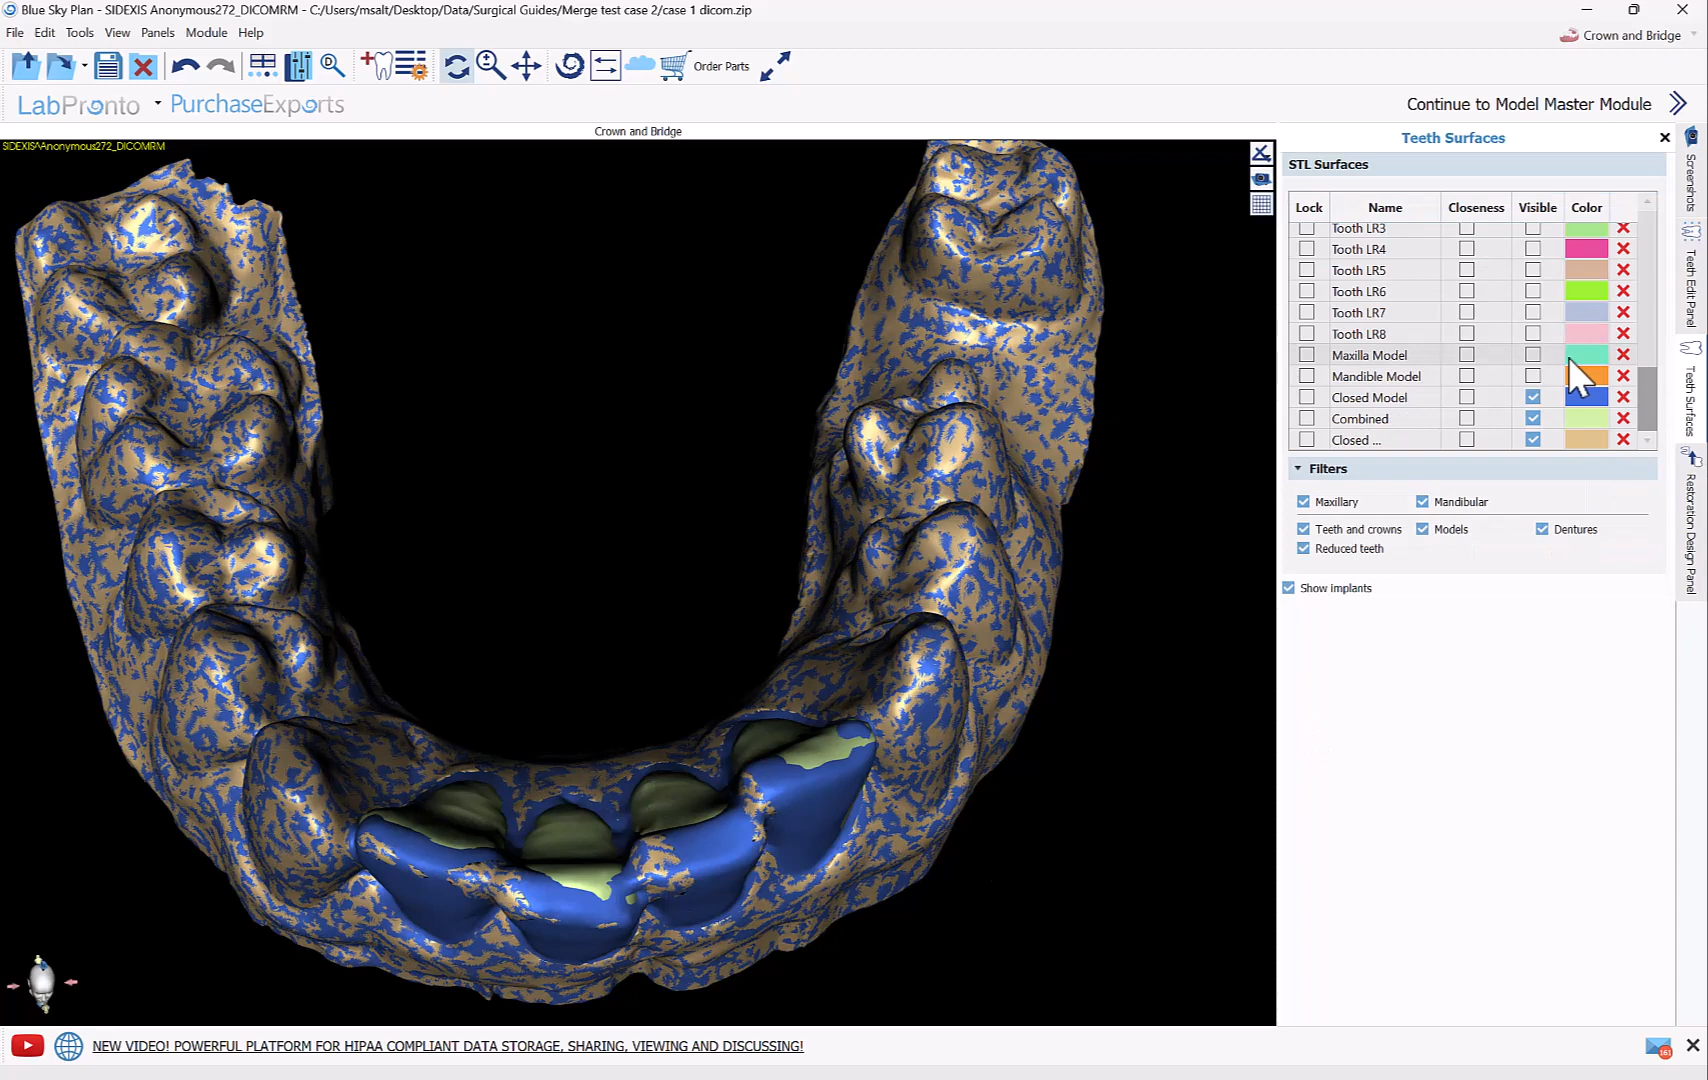 Blue Sky Plan - SIDEXIS Anonymous272_DICOMRM - C:/Users/msalt/Desktop/Data/Surgical Guides/Merge test case 2/case 1 dicom.zip
File Edit Tools View Panels Module Help
Crown and Bridge
D
Order Parts
LabPronto
PurchaseExports
Continue to Model Master Module
Crown and Bridge
SIDEXIS^Anonymous272_DICOMRM
Teeth Surfaces
STL Surfaces
Lock Name Closeness Visible Color
Tooth LR3
Tooth LR4
Tooth LR5
Tooth LR6
Tooth LR7
Tooth LR8
Maxilla Model
Mandible Model
Closed Model
Combined
Closed ...
Filters
Maxillary Mandibular
Teeth and crowns Models Dentures
Reduced teeth
Show implants
Screenshots
Teeth Edit Panel
Teeth Surfaces
Restoration Design Panel
NEW VIDEO! POWERFUL PLATFORM FOR HIPAA COMPLIANT DATA STORAGE, SHARING, VIEWING AND DISCUSSING!
161